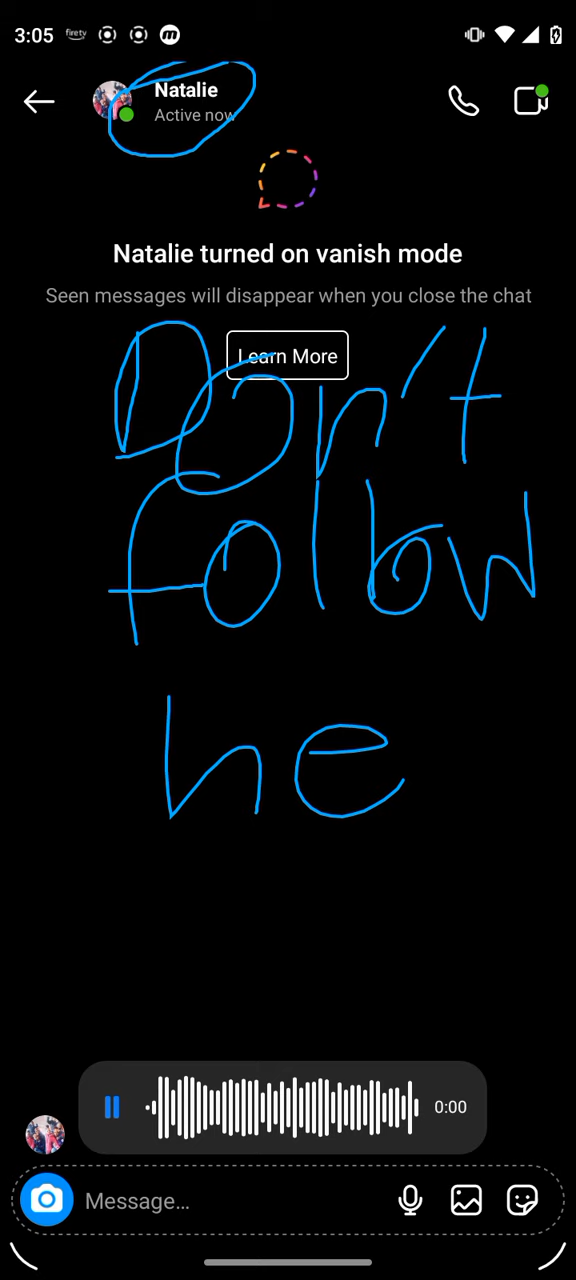 3:05 firetv m
Natalie
Active now
Natalie turned on vanish mode
Seen messages will disappear when you close the chat
Learn More
Don't
follow
he
0:00
Message...